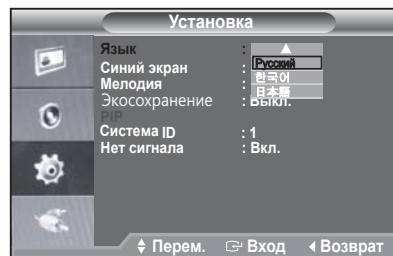 Установка
Язык : ▲
Синий экран : Русский
Мелодия : 한국어
日本語
Экосохранение : Выкл.
PIP
Система ID : 1
Нет сигнала : Вкл.
Перем. Вход Возврат